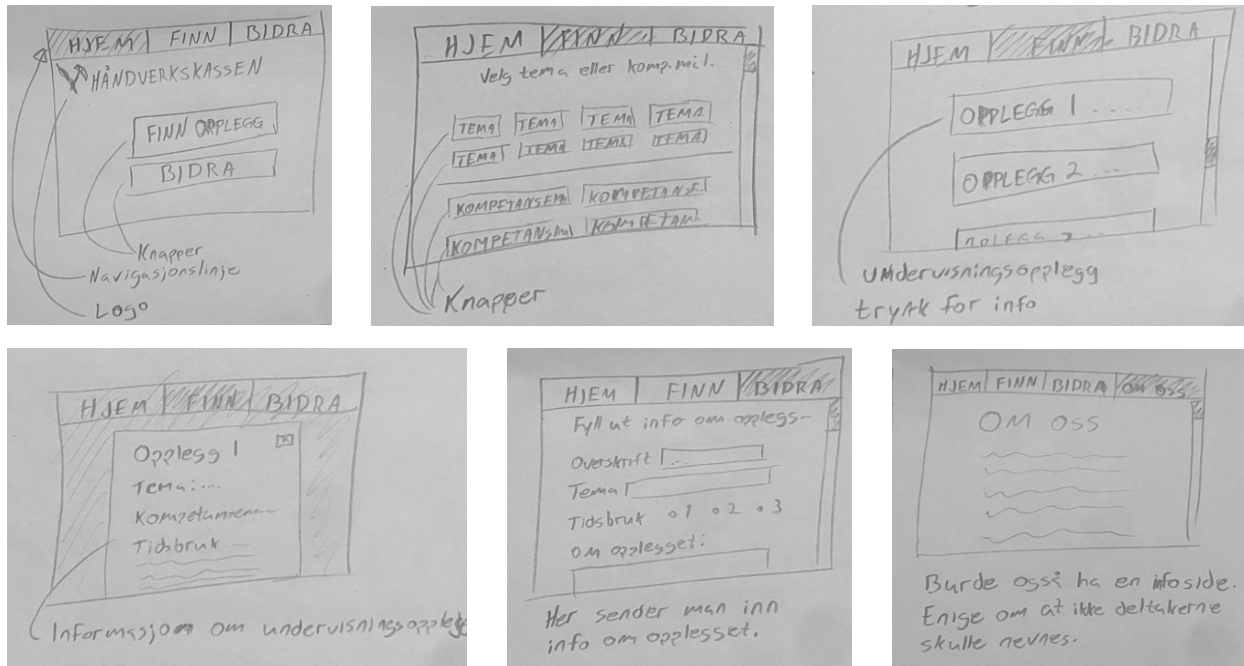 HJEM FINN BIDRA
HÅNDVERKSKASSEN
FINN OPPLEGG
BIDRA
Knapper
Navigasjonslinje
Logo
HJEM FINN BIDRA
Velg tema eller komp.mål.
TEMA TEMA TEMA TEMA
TEMA TEMA TEMA TEMA
KOMPETANSEM KOMPETANSE
KOMPETANSEM KOMPETAM
Knapper
HJEM FINN BIDRA
OPPLEGG 1 .....
OPPLEGG 2 ...
Undervisningsopplegg
trykk for info
HJEM FINN BIDRA
Opplegg 1 x
Tema:...
Kompetansem
Tidsbruk ...
Informasjon om undervisningsopplegg
HJEM FINN BIDRA
Fyll ut info om opplegg
Overskrift ...
Tema
Tidsbruk 1 2 3
Om opplegget:
Her sender man inn
info om opplegget.
HJEM FINN BIDRA OM OSS
OM OSS
Burde også ha en infoside.
Enige om at ikke deltakerne
skulle nevnes.